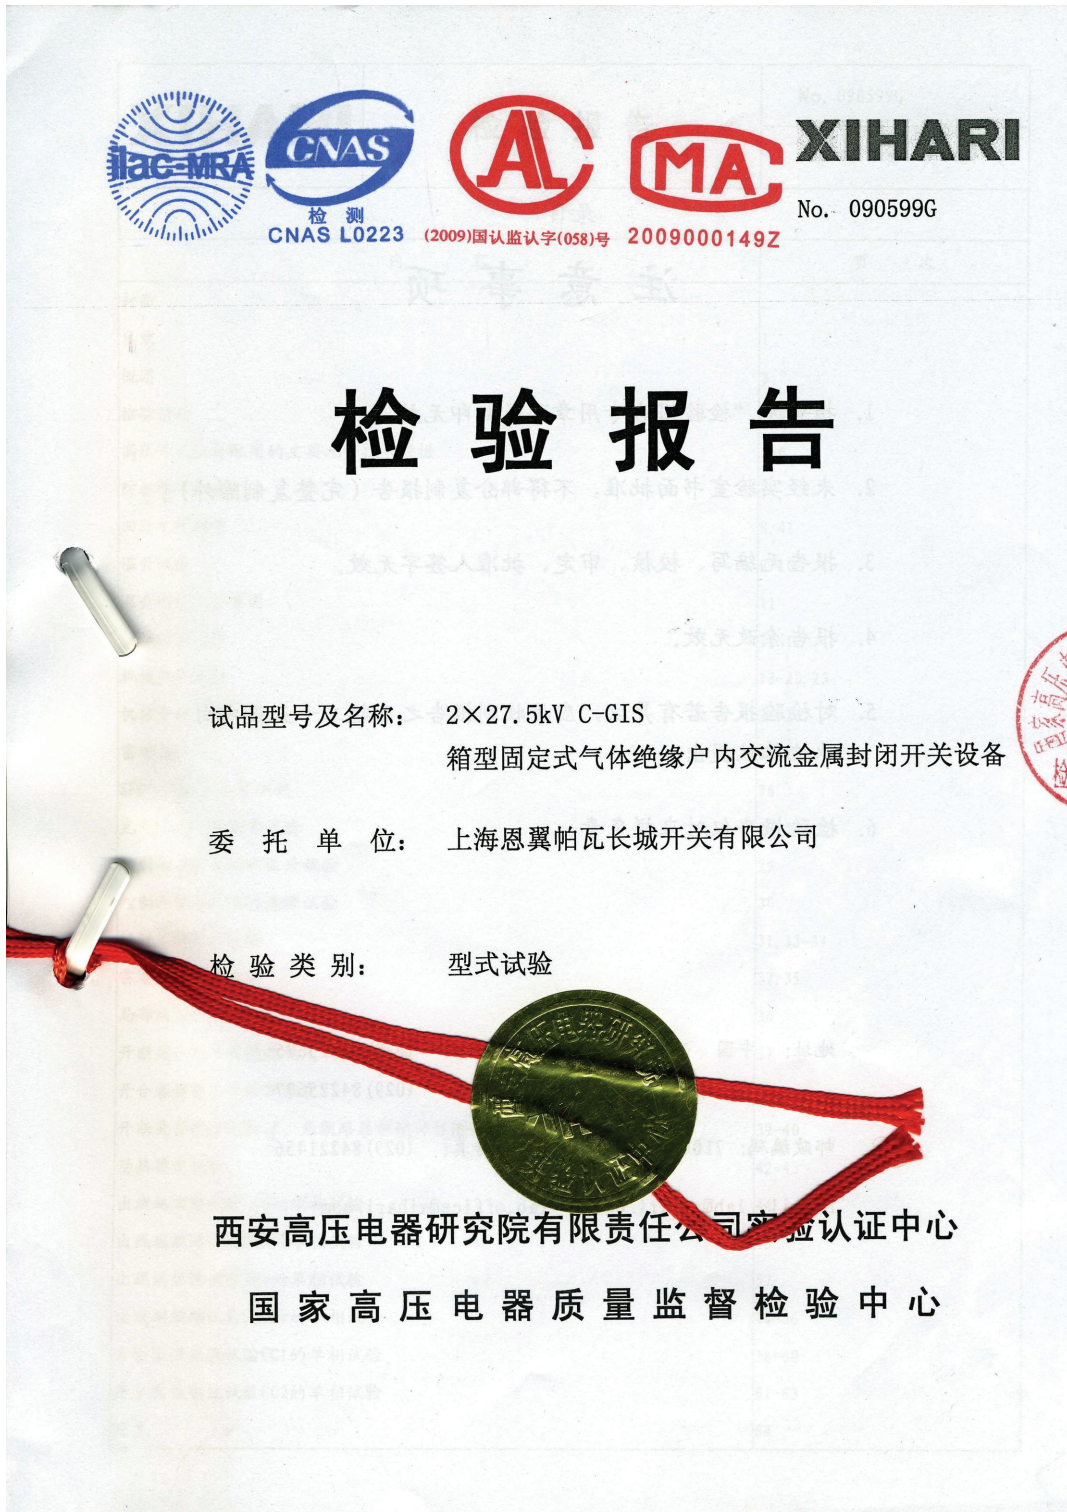 ilac-MRA
CNAS
检 测
CNAS L0223
AL
(2009)国认监认字(058)号
MA
2009000149Z
XIHARI
No. 090599G
检 验 报 告
试品型号及名称： 2×27.5kV C-GIS
箱型固定式气体绝缘户内交流金属封闭开关设备
委 托 单 位： 上海恩翼帕瓦长城开关有限公司
检 验 类 别： 型式试验
西安高压电器研究院有限责任公司实验认证中心
国家高压电器质量监督检验中心